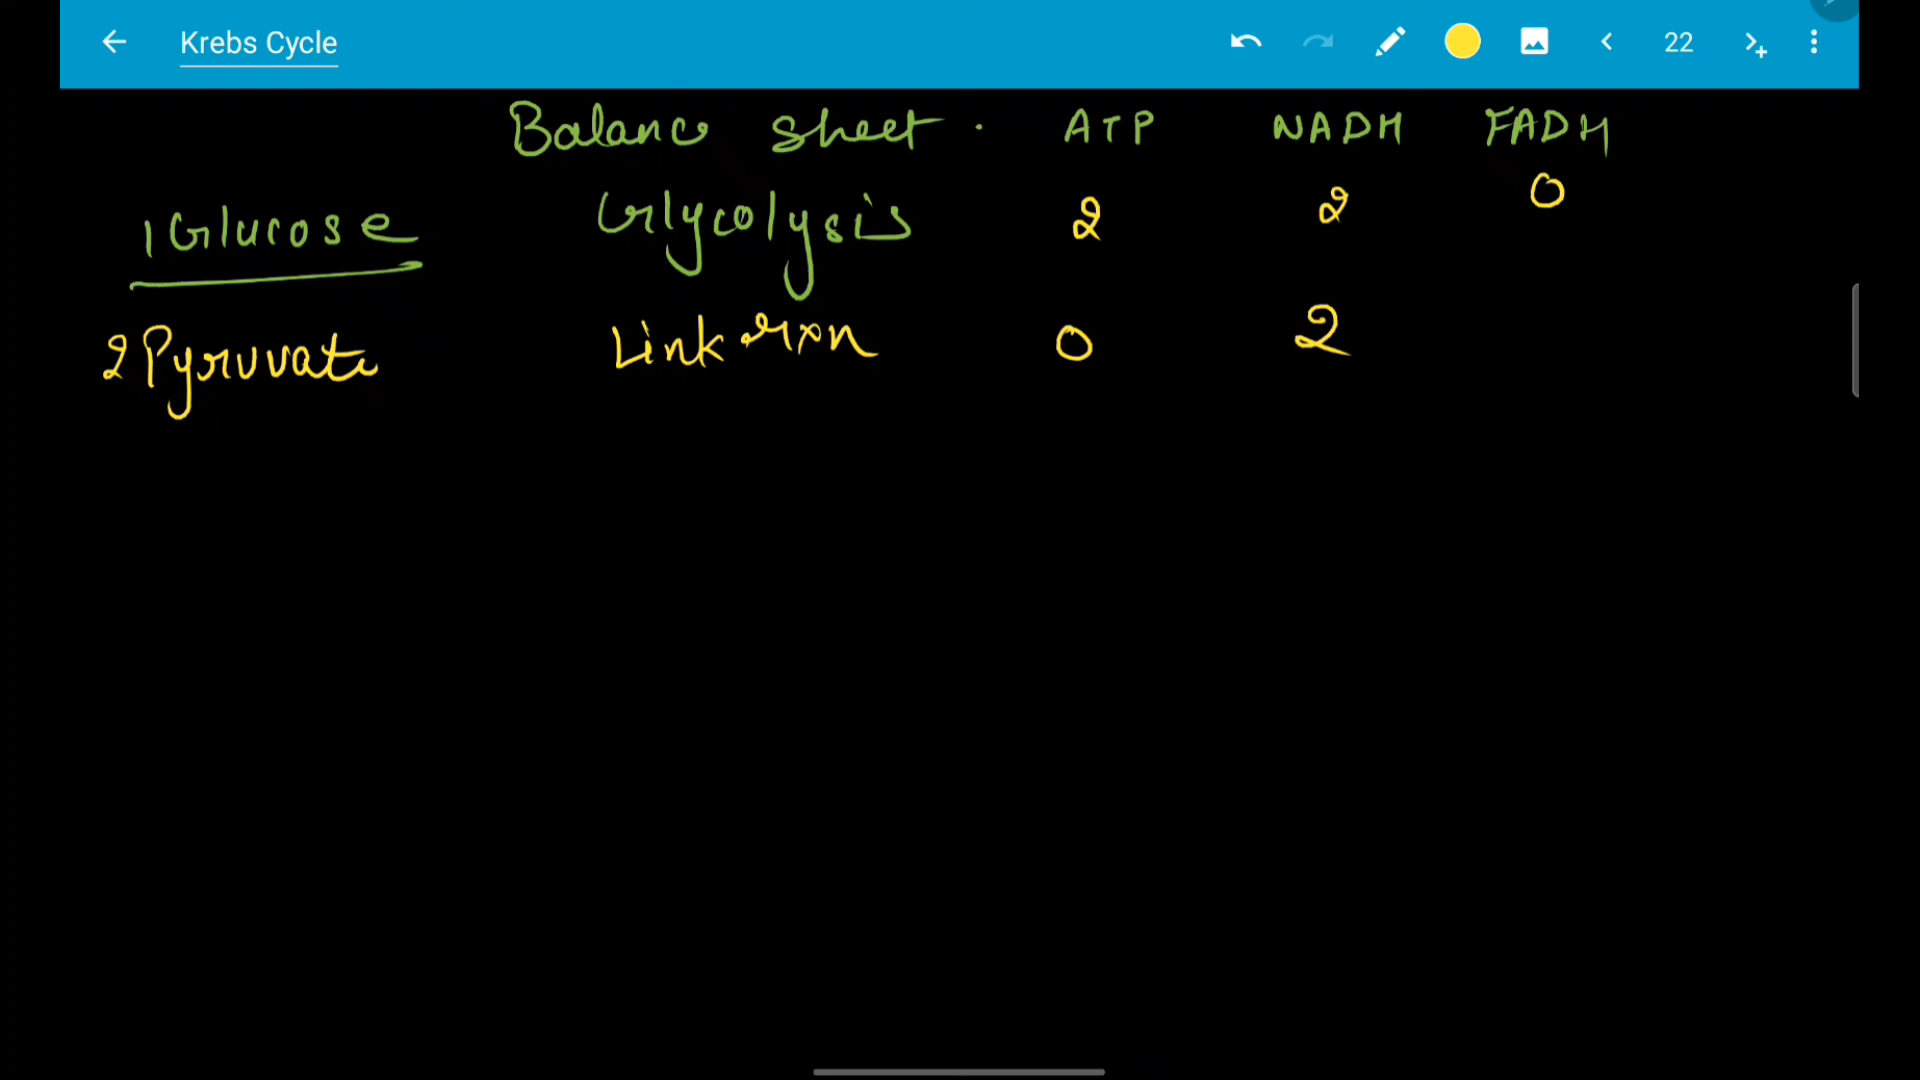 Krebs Cycle 22
Balance sheet . ATP NADH FADH
1 Glucose Glycolysis 2 2 0
2 Pyruvate Link rxn 0 2